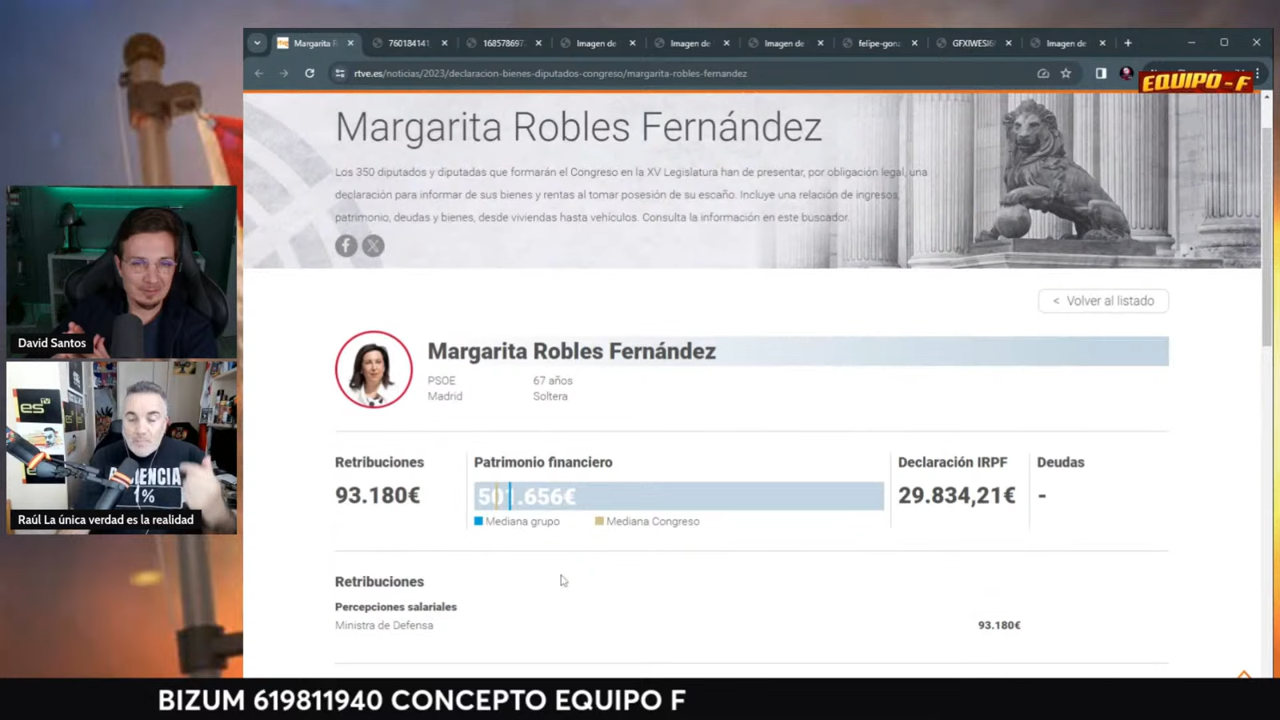 Margarita R
760184141
168578697
Imagen de
Imagen de
Imagen de
felipe-gonz
GFXIWESI6
Imagen de
rtve.es/noticias/2023/declaracion-bienes-diputados-congreso/margarita-robles-fernandez
EQUIPO-F
Margarita Robles Fernández
Los 350 diputados y diputadas que formarán el Congreso en la XV Legislatura han de presentar, por obligación legal, una
declaración para informar de sus bienes y rentas al tomar posesión de su escaño. Incluye una relación de ingresos,
patrimonio, deudas y bienes, desde viviendas hasta vehículos. Consulta la información en este buscador.
< Volver al listado
Margarita Robles Fernández
PSOE 67 años
Madrid Soltera
Retribuciones Patrimonio financiero Declaración IRPF Deudas
93.180€ 501.656€ 29.834,21€ -
Mediana grupo Mediana Congreso
Retribuciones
Percepciones salariales
Ministra de Defensa 93.180€
David Santos
esTV
1%
Raúl La única verdad es la realidad
BIZUM 619811940 CONCEPTO EQUIPO F